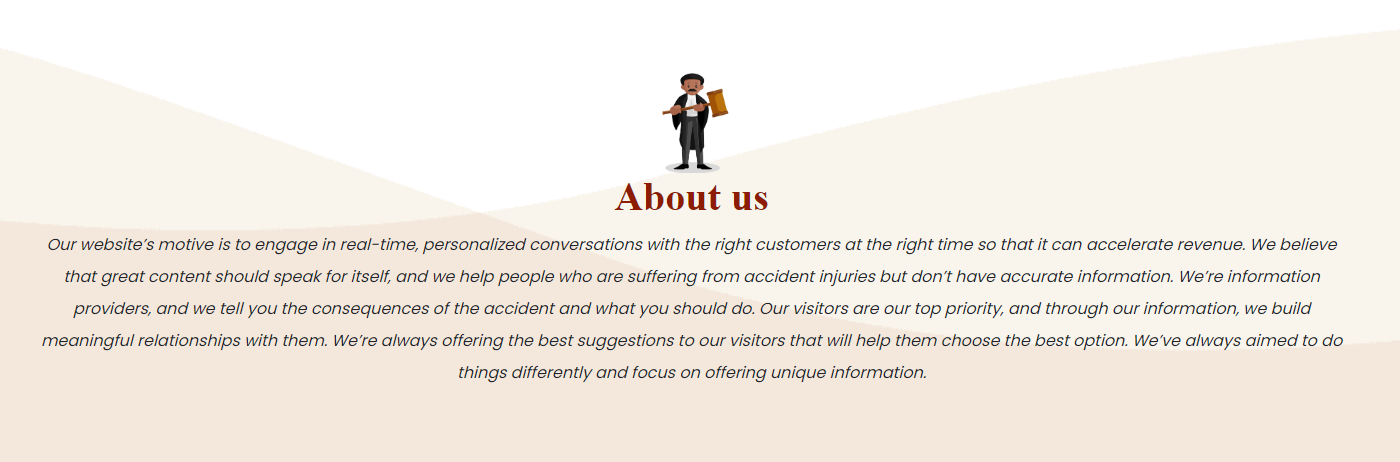 About us
Our website’s motive is to engage in real-time, personalized conversations with the right customers at the right time so that it can accelerate revenue. We believe
that great content should speak for itself, and we help people who are suffering from accident injuries but don’t have accurate information. We’re information
providers, and we tell you the consequences of the accident and what you should do. Our visitors are our top priority, and through our information, we build
meaningful relationships with them. We’re always offering the best suggestions to our visitors that will help them choose the best option. We’ve always aimed to do
things differently and focus on offering unique information.